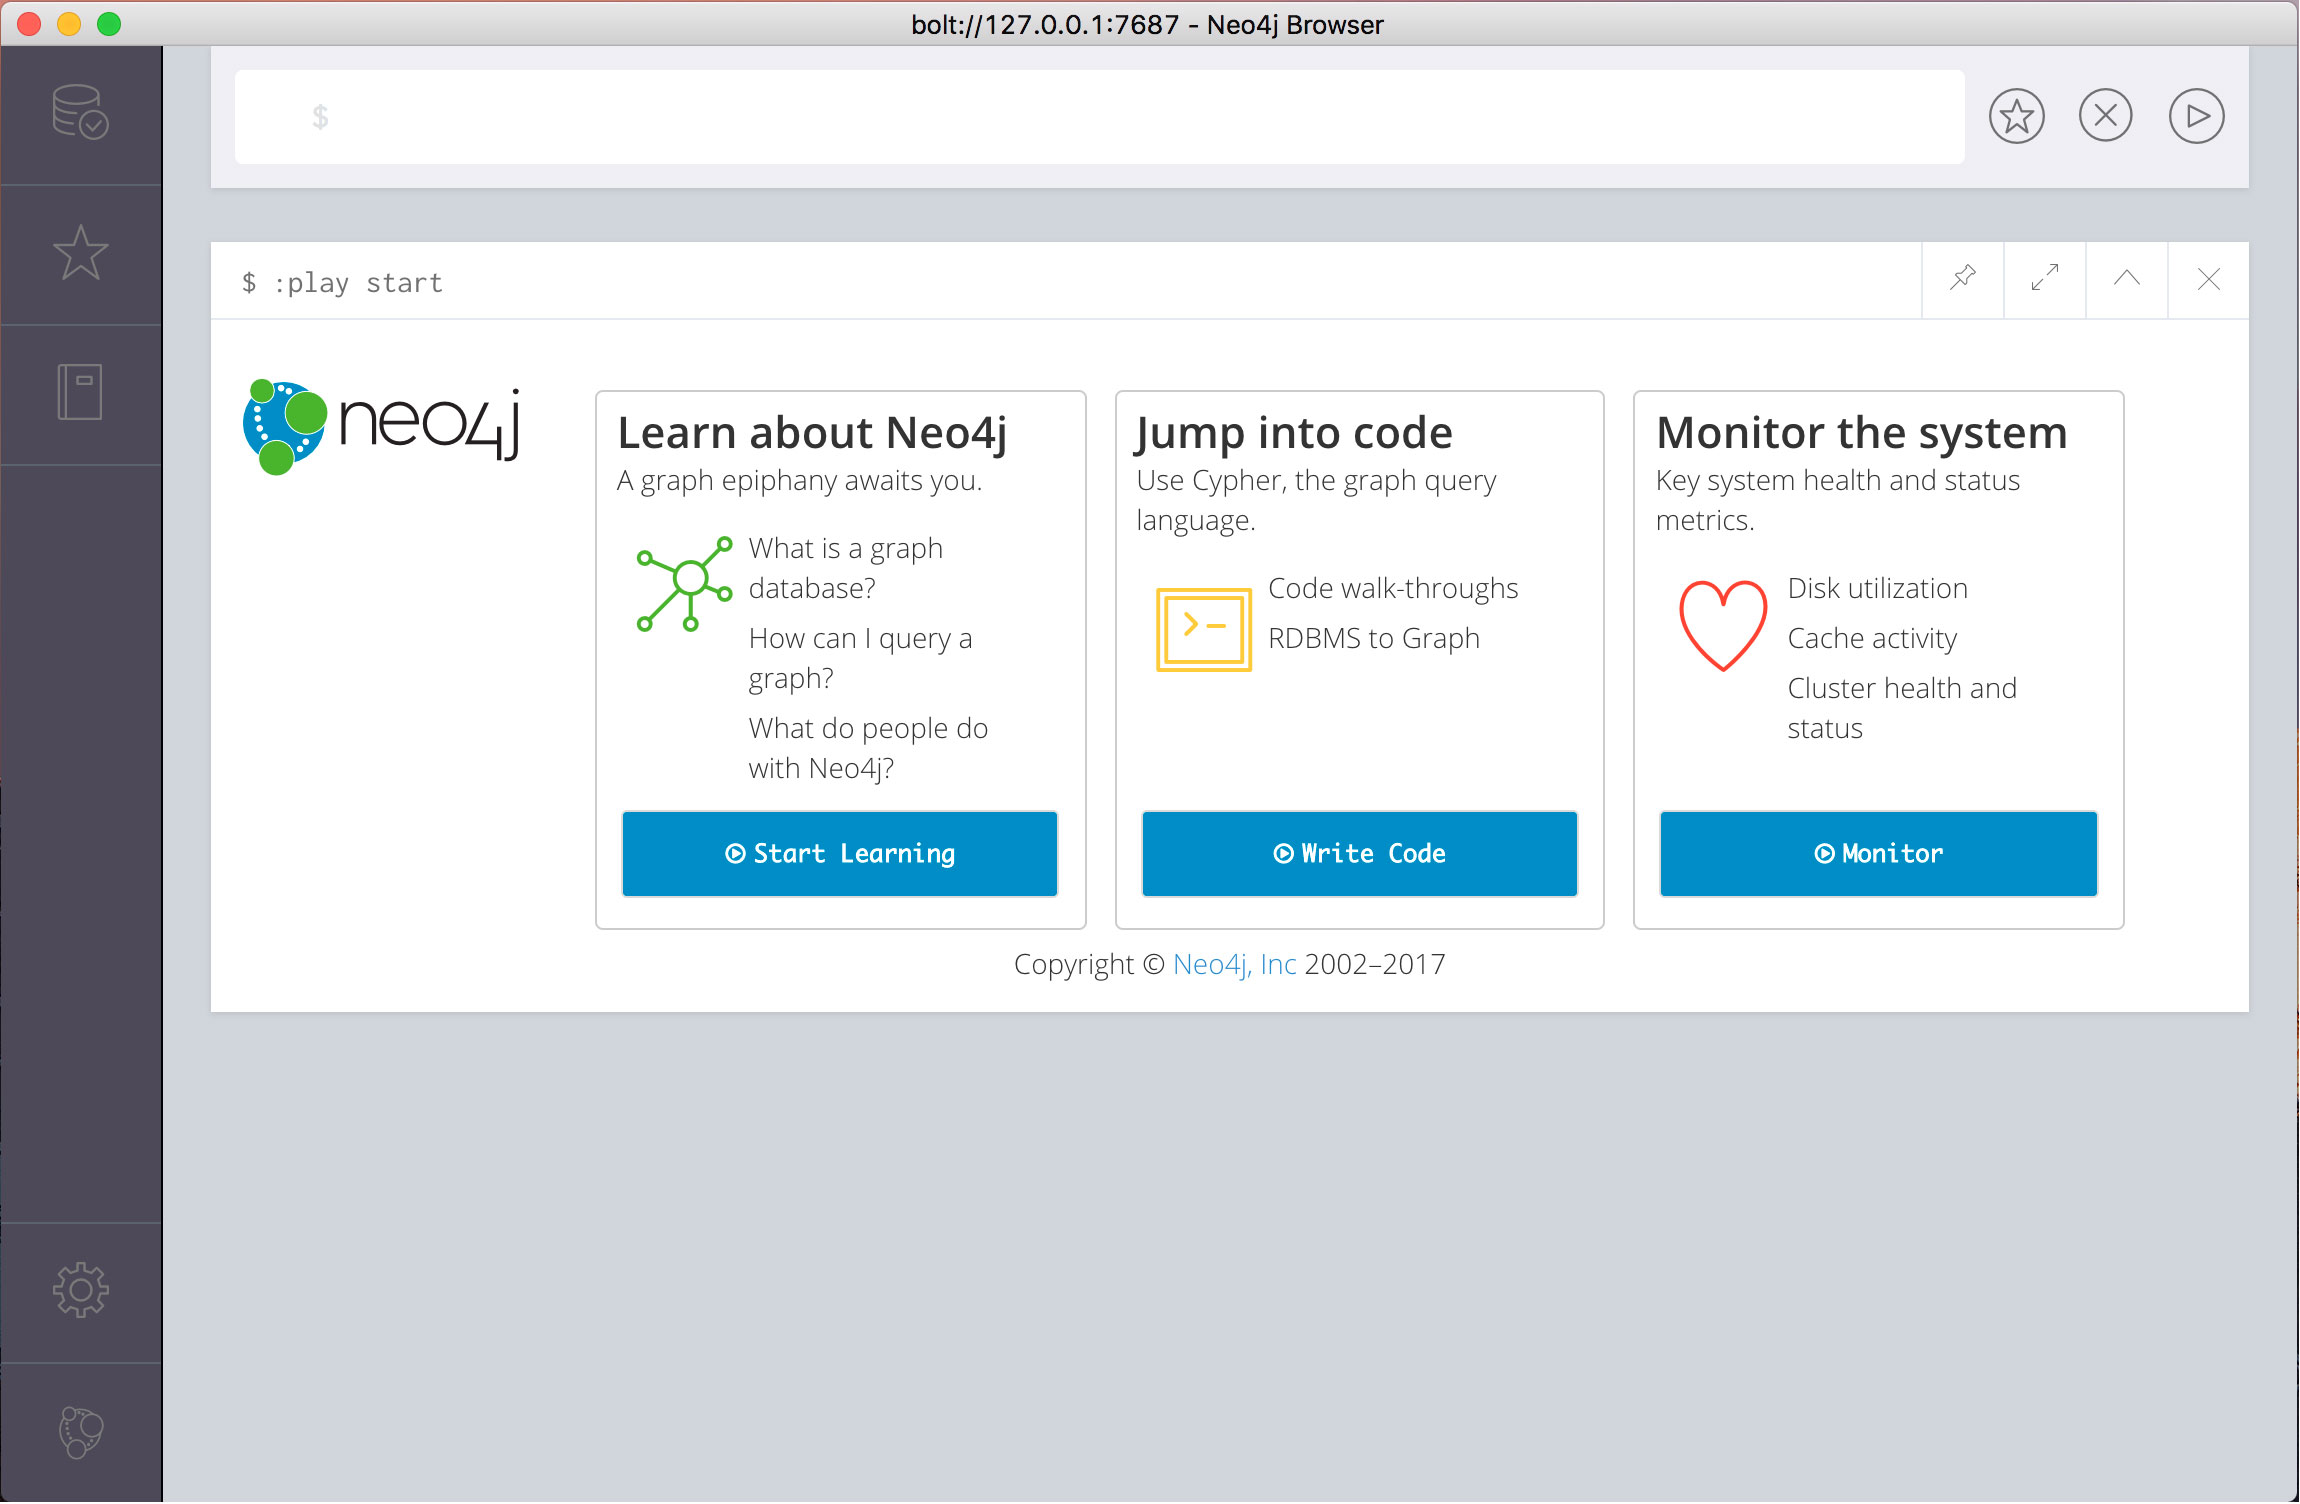 bolt://127.0.0.1:7687 - Neo4j Browser
$
$ :play start
neo4j
Learn about Neo4j
A graph epiphany awaits you.
What is a graph
database?
How can I query a
graph?
What do people do
with Neo4j?
Start Learning
Jump into code
Use Cypher, the graph query
language.
Code walk-throughs
RDBMS to Graph
Write Code
Monitor the system
Key system health and status
metrics.
Disk utilization
Cache activity
Cluster health and
status
Monitor
Copyright © Neo4j, Inc 2002–2017